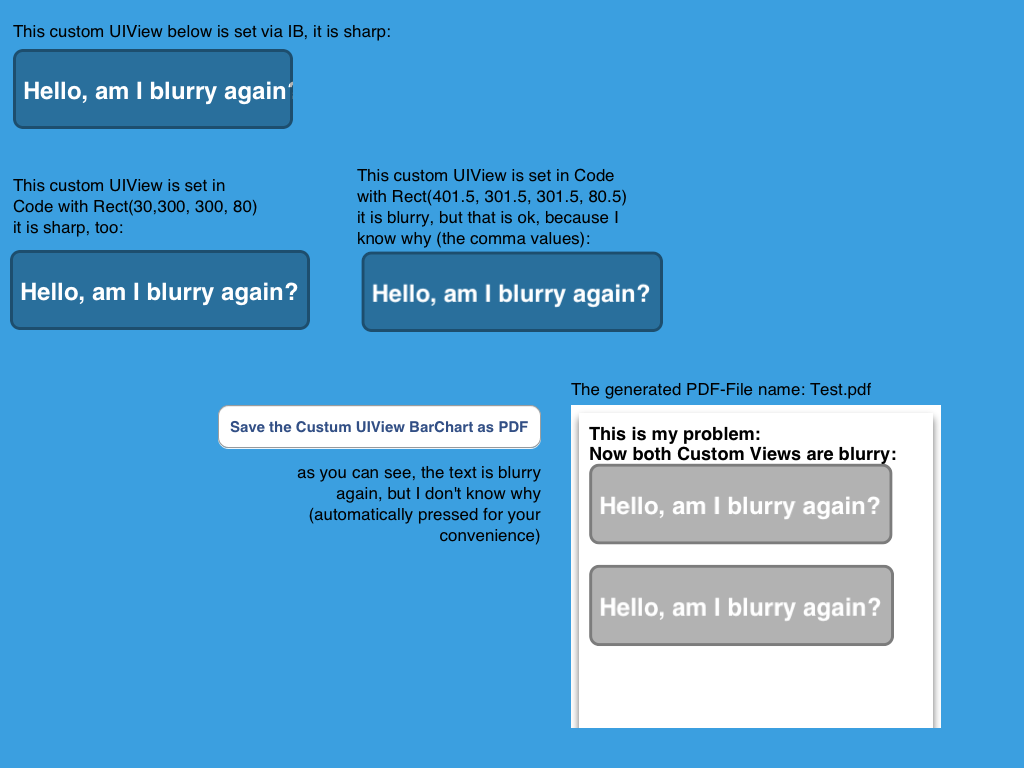 This custom UIView below is set via IB, it is sharp:
Hello, am I blurry again?
This custom UIView is set in
Code with Rect(30,300, 300, 80)
it is sharp, too:
Hello, am I blurry again?
This custom UIView is set in Code
with Rect(401.5, 301.5, 301.5, 80.5)
it is blurry, but that is ok, because I
know why (the comma values):
Hello, am I blurry again?
Save the Custum UIView BarChart as PDF
as you can see, the text is blurry
again, but I don't know why
(automatically pressed for your
convenience)
The generated PDF-File name: Test.pdf
This is my problem:
Now both Custom Views are blurry:
Hello, am I blurry again?
Hello, am I blurry again?